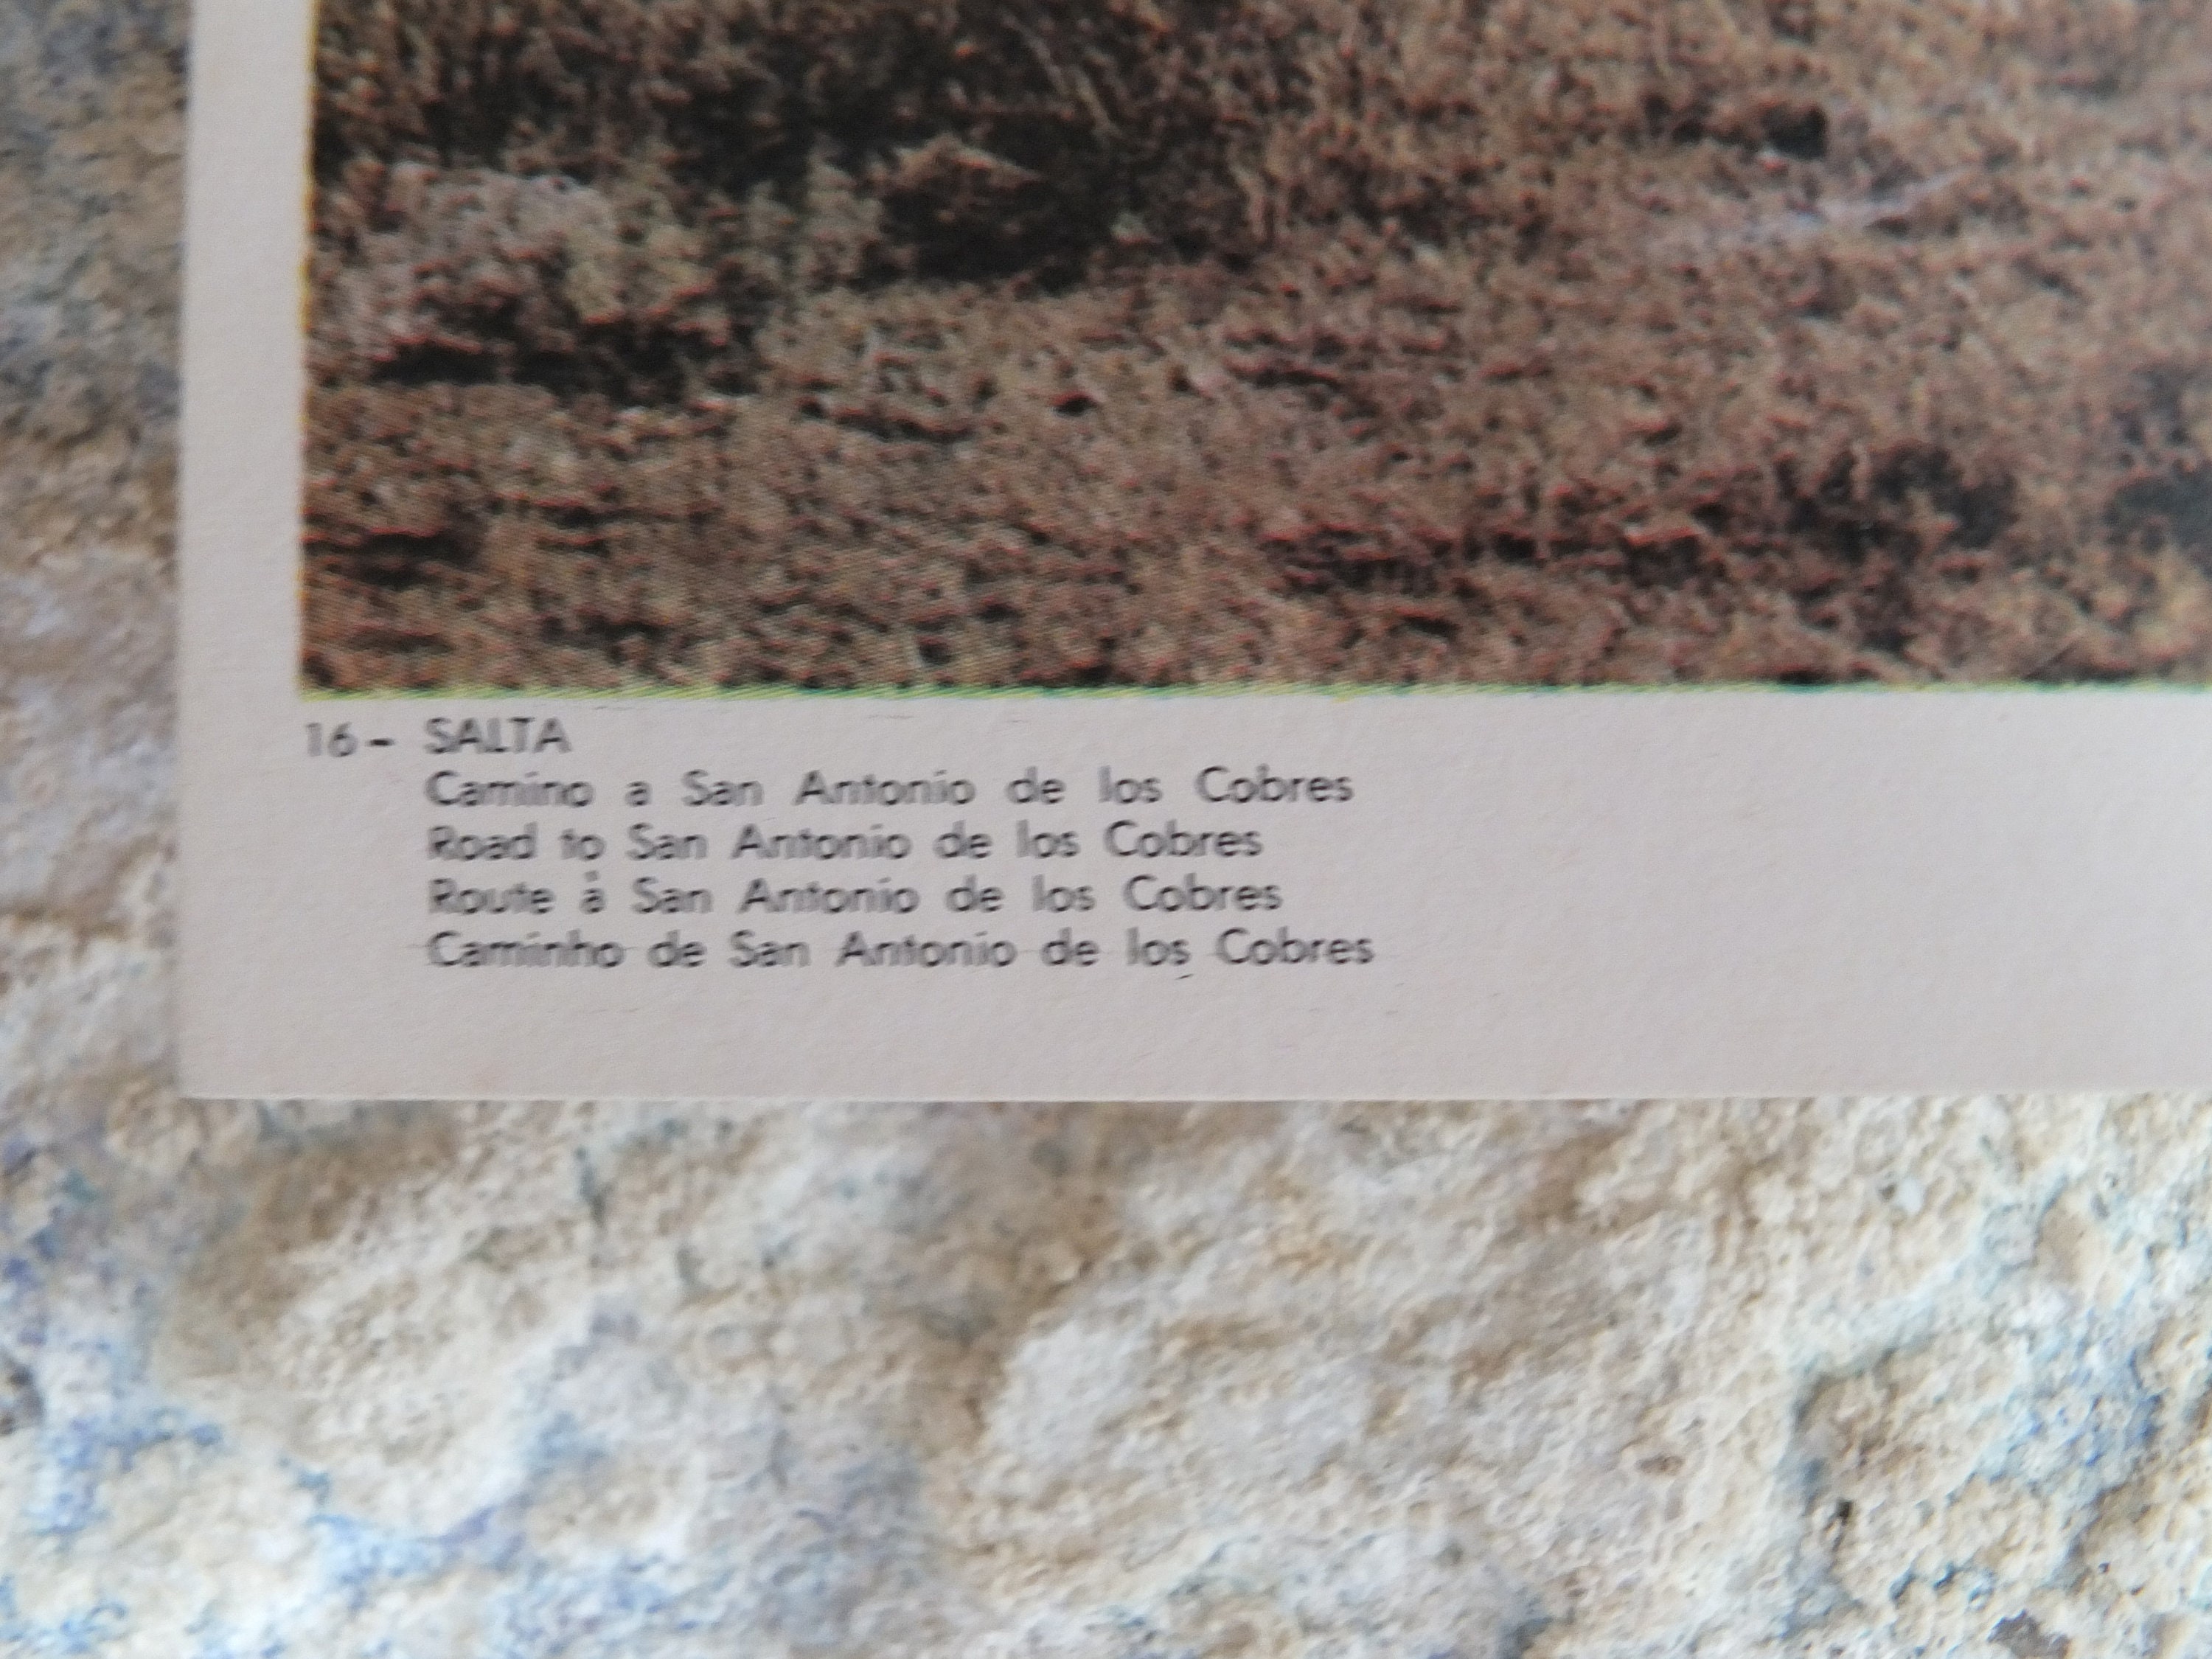 16- SALTA
Camino a San Antonio de los Cobres
Road to San Antonio de los Cobres
Route à San Antonio de los Cobres
Caminho de San Antonio de los Cobres